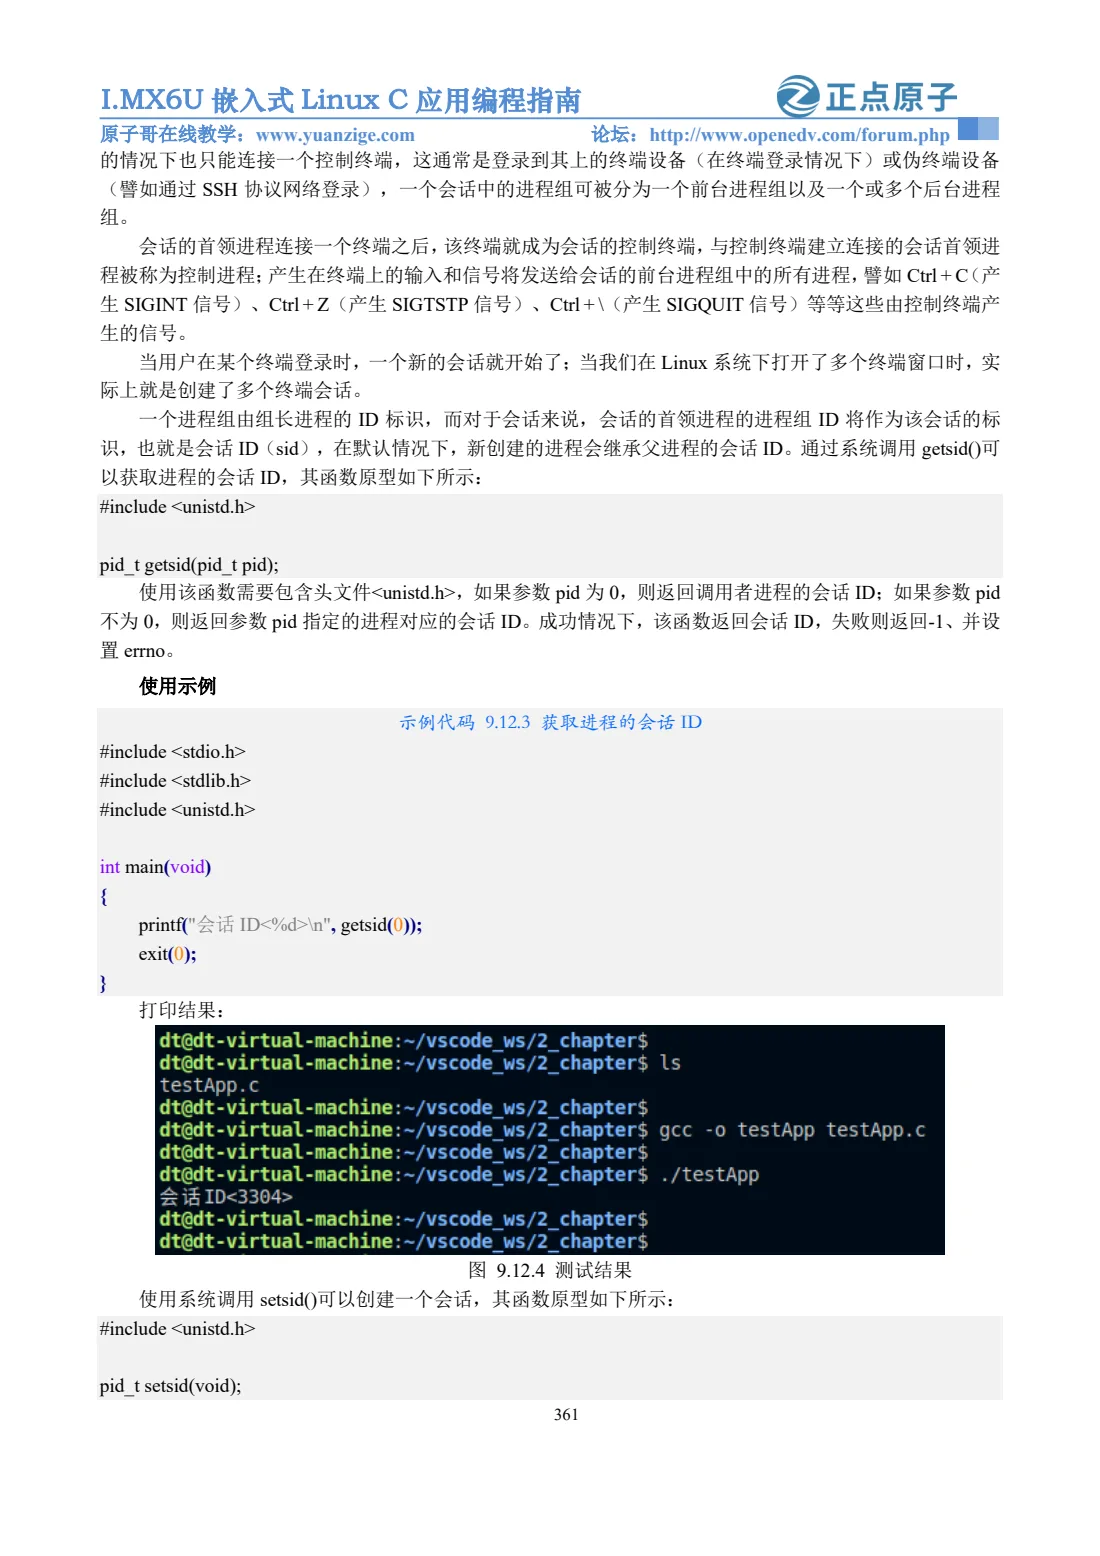 I.MX6U 嵌入式 Linux C 应用编程指南
正点原子
原子哥在线教学：www.yuanzige.com 论坛：http://www.openedv.com/forum.php
的情况下也只能连接一个控制终端，这通常是登录到其上的终端设备（在终端登录情况下）或伪终端设备
（譬如通过 SSH 协议网络登录），一个会话中的进程组可被分为一个前台进程组以及一个或多个后台进程
组。
会话的首领进程连接一个终端之后，该终端就成为会话的控制终端，与控制终端建立连接的会话首领进
程被称为控制进程；产生在终端上的输入和信号将发送给会话的前台进程组中的所有进程，譬如 Ctrl + C（产
生 SIGINT 信号）、Ctrl + Z（产生 SIGTSTP 信号）、Ctrl + \（产生 SIGQUIT 信号）等等这些由控制终端产
生的信号。
当用户在某个终端登录时，一个新的会话就开始了；当我们在 Linux 系统下打开了多个终端窗口时，实
际上就是创建了多个终端会话。
一个进程组由组长进程的 ID 标识，而对于会话来说，会话的首领进程的进程组 ID 将作为该会话的标
识，也就是会话 ID（sid），在默认情况下，新创建的进程会继承父进程的会话 ID。通过系统调用 getsid()可
以获取进程的会话 ID，其函数原型如下所示：
#include <unistd.h>
pid_t getsid(pid_t pid);
使用该函数需要包含头文件<unistd.h>，如果参数 pid 为 0，则返回调用者进程的会话 ID；如果参数 pid
不为 0，则返回参数 pid 指定的进程对应的会话 ID。成功情况下，该函数返回会话 ID，失败则返回-1、并设
置 errno。
使用示例
示例代码 9.12.3 获取进程的会话 ID
#include <stdio.h>
#include <stdlib.h>
#include <unistd.h>
int main(void)
{
printf("会话 ID<%d>\n", getsid(0));
exit(0);
}
打印结果：
dt@dt-virtual-machine:~/vscode_ws/2_chapter$
dt@dt-virtual-machine:~/vscode_ws/2_chapter$ ls
testApp.c
dt@dt-virtual-machine:~/vscode_ws/2_chapter$
dt@dt-virtual-machine:~/vscode_ws/2_chapter$ gcc -o testApp testApp.c
dt@dt-virtual-machine:~/vscode_ws/2_chapter$
dt@dt-virtual-machine:~/vscode_ws/2_chapter$ ./testApp
会话ID<3304>
dt@dt-virtual-machine:~/vscode_ws/2_chapter$
dt@dt-virtual-machine:~/vscode_ws/2_chapter$
图 9.12.4 测试结果
使用系统调用 setsid()可以创建一个会话，其函数原型如下所示：
#include <unistd.h>
pid_t setsid(void);
361